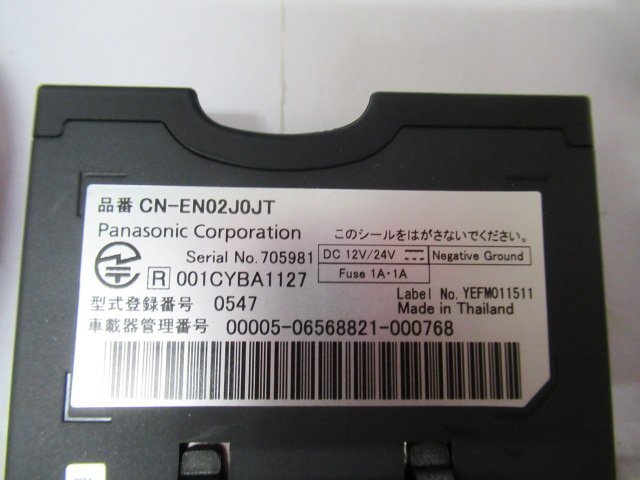 品番 CN-EN02J0JT
Panasonic Corporation
このシールをはがさないでください。
Serial No. 705981
DC 12V/24V
Negative Ground
Fuse 1A・1A
R 001CYBA1127
型式登録番号 0547
Label No. YEFM011511
Made in Thailand
車載器管理番号 00005-06568821-000768